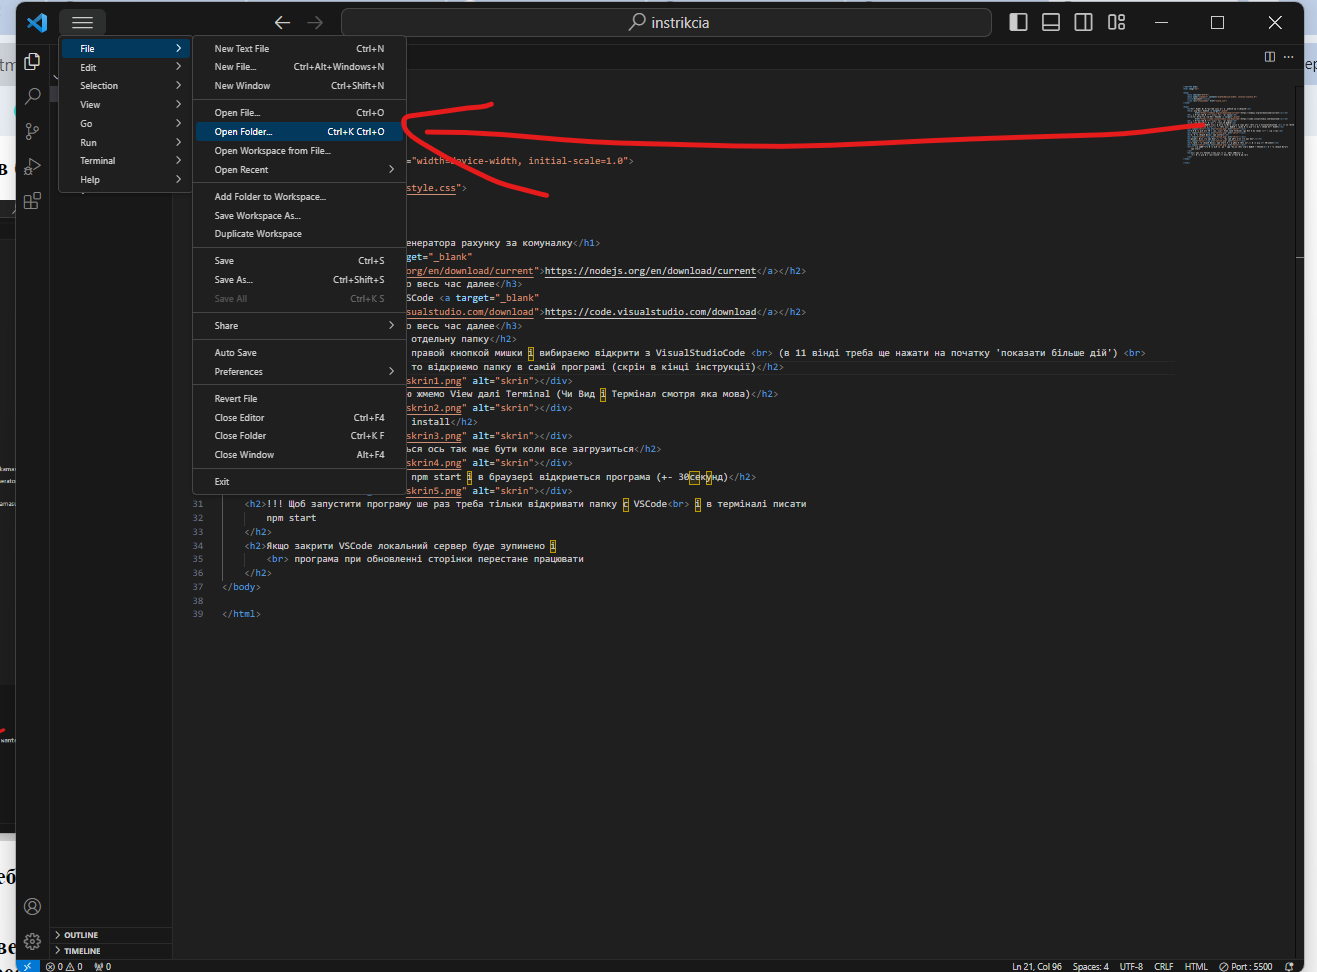 instrikcia
File
Edit
Selection
View
Go
Run
Terminal
Help
New Text File Ctrl+N
New File... Ctrl+Alt+Windows+N
New Window Ctrl+Shift+N
Open File... Ctrl+O
Open Folder... Ctrl+K Ctrl+O
Open Workspace from File...
Open Recent
Add Folder to Workspace...
Save Workspace As...
Duplicate Workspace
Save Ctrl+S
Save As... Ctrl+Shift+S
Save All Ctrl+K S
Share
Auto Save
Preferences
Revert File
Close Editor Ctrl+F4
Close Folder Ctrl+K F
Close Window Alt+F4
Exit
="width=device-width, initial-scale=1.0">
style.css">
енератора рахунку за комуналку</h1>
get="_blank"
org/en/download/current">https://nodejs.org/en/download/current</a></h2>
о весь час далее</h3>
SCode <a target="_blank"
sualstudio.com/download">https://code.visualstudio.com/download</a></h2>
о весь час далее</h3>
отдельну папку</h2>
правой кнопкой мишки і вибираємо відкрити з VisualStudioCode <br> (в 11 вінді треба ще нажати на початку 'показати більше дій') <br>
то відкриємо папку в самій програмі (скрін в кінці інструкції)</h2>
skrin1.png" alt="skrin"></div>
ю жмемо View далі Terminal (Чи Вид і Термінал смотря яка мова)</h2>
skrin2.png" alt="skrin"></div>
install</h2>
skrin3.png" alt="skrin"></div>
ься ось так має бути коли все загрузиться</h2>
skrin4.png" alt="skrin"></div>
npm start і в браузері відкриеться програма (+- 30секунд)</h2>
skrin5.png" alt="skrin"></div>
31 <h2>!!! Щоб запустити програму ше раз треба тільки відкривати папку с VSCode<br> і в терміналі писати
32 npm start
33 </h2>
34 <h2>Якщо закрити VSCode локальний сервер буде зупинено і
35 <br> програма при обновленні сторінки перестане працювати
36 </h2>
37 </body>
38
39 </html>
OUTLINE
TIMELINE
0 0 0 Ln 21, Col 96 Spaces: 4 UTF-8 CRLF HTML Port : 5500